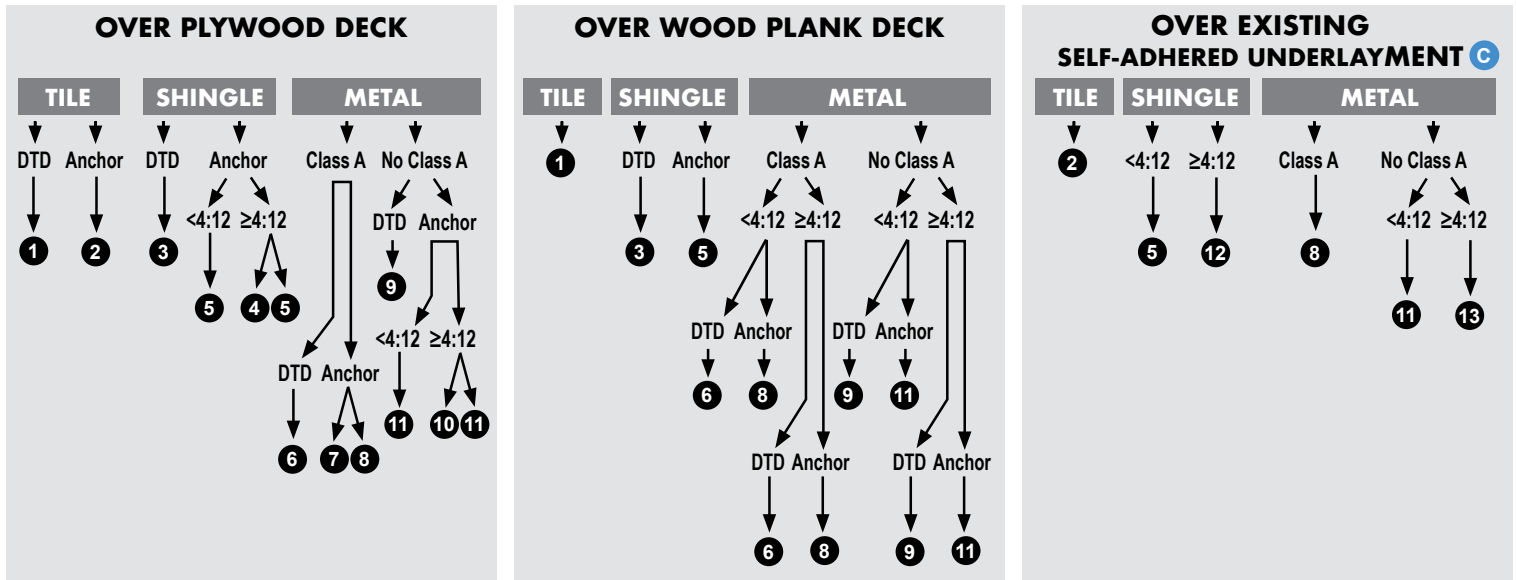 OVER PLYWOOD DECK
TILE SHINGLE METAL
DTD Anchor DTD Anchor Class A No Class A
<4:12 ≥4:12 DTD Anchor
1 2 3
9
5 4 5
<4:12 ≥4:12
DTD Anchor
11 10 11
6 7 8
OVER WOOD PLANK DECK
TILE SHINGLE METAL
1 DTD Anchor Class A No Class A
<4:12 ≥4:12 <4:12 ≥4:12
3 5
DTD Anchor DTD Anchor
6 8 9 11
DTD Anchor DTD Anchor
6 8 9 11
OVER EXISTING
SELF-ADHERED UNDERLAYMENT C
TILE SHINGLE METAL
2 <4:12 ≥4:12 Class A No Class A
<4:12 ≥4:12
5 12 8
11 13